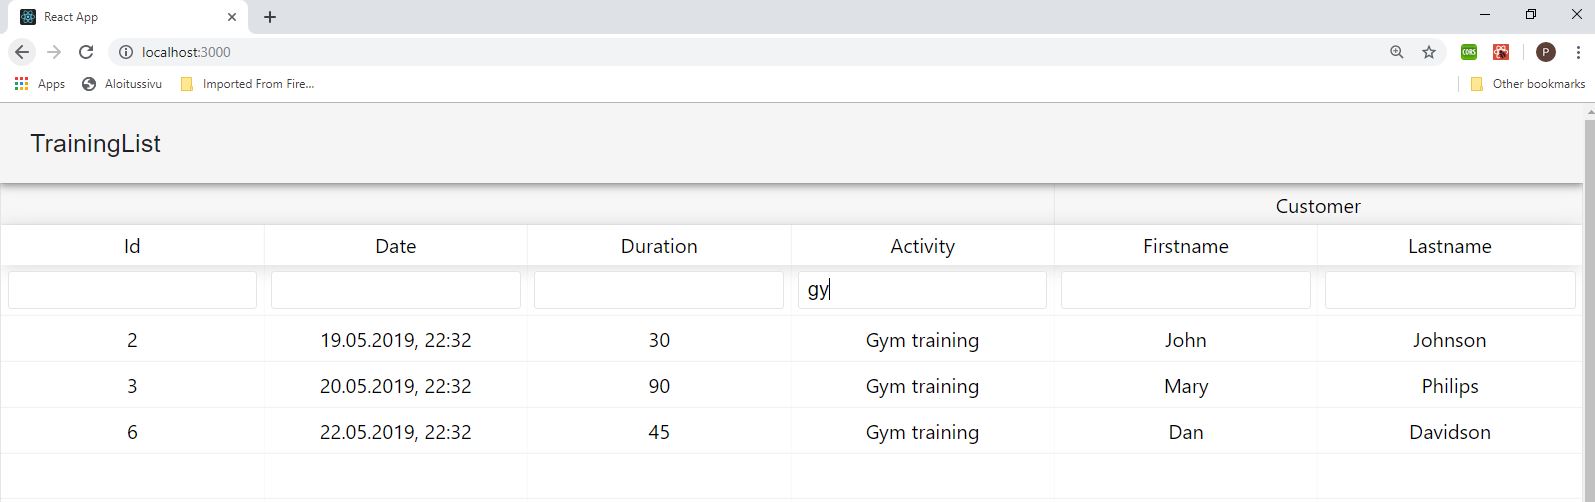 React App
localhost:3000
CORS
P
Apps Aloitussivu Imported From Fire... Other bookmarks
TrainingList
Customer
Id Date Duration Activity Firstname Lastname
gy
2 19.05.2019, 22:32 30 Gym training John Johnson
3 20.05.2019, 22:32 90 Gym training Mary Philips
6 22.05.2019, 22:32 45 Gym training Dan Davidson